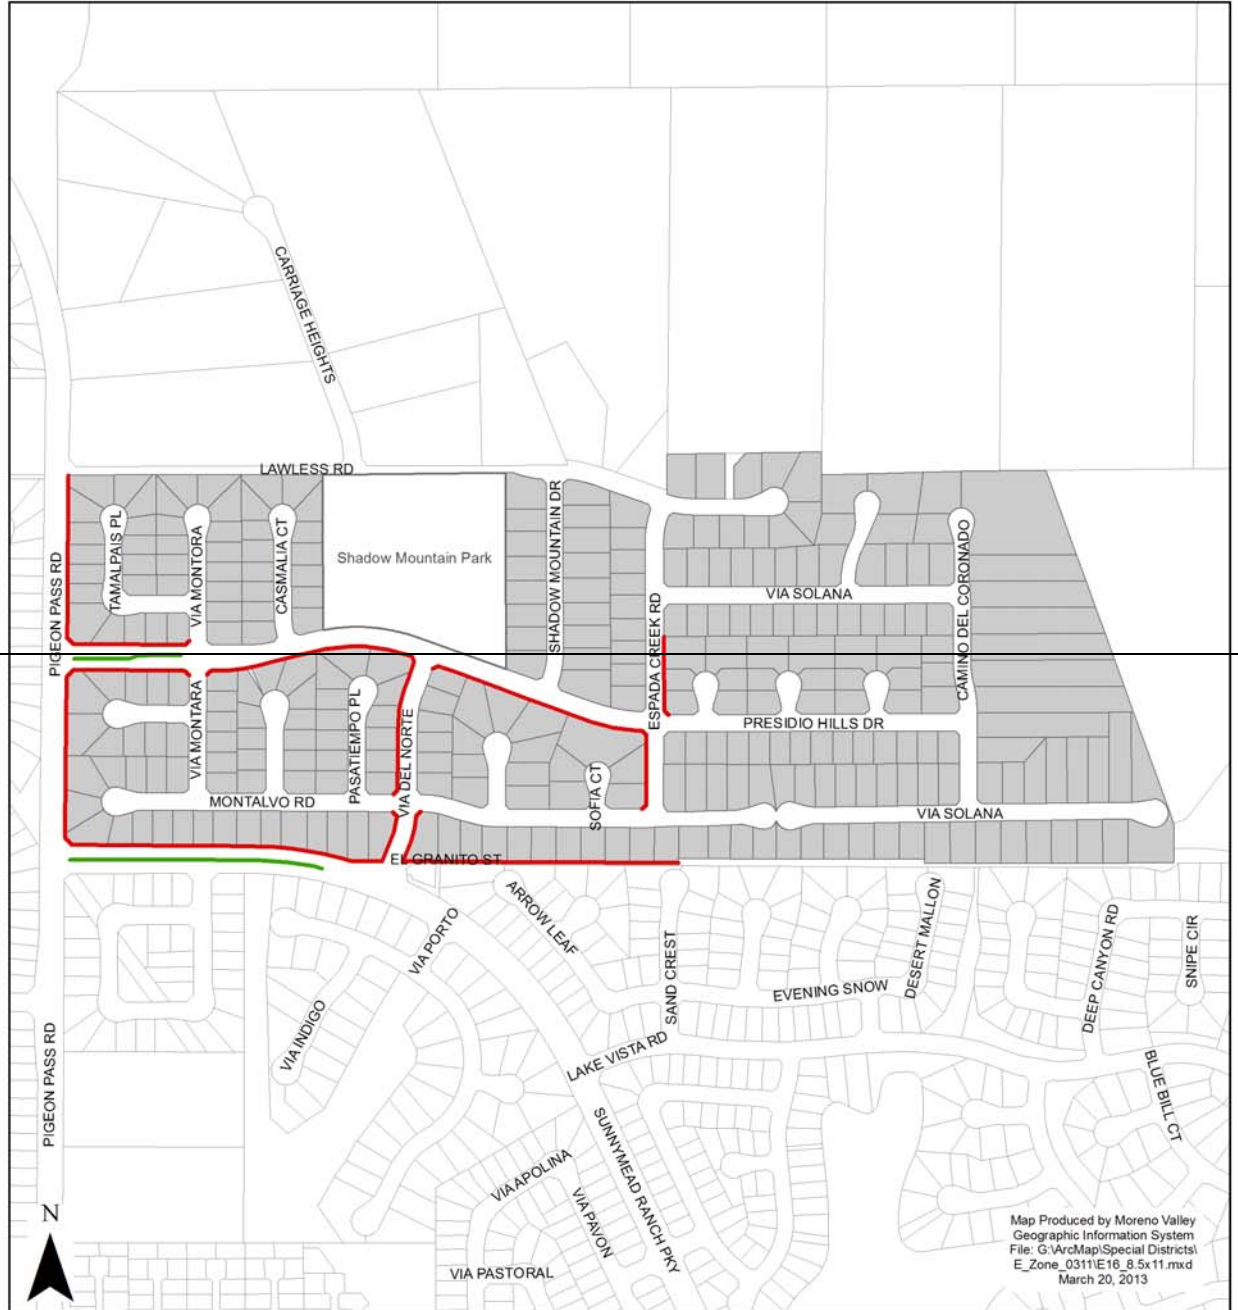 CARRIAGE HEIGHTS
LAWLESS RD
PIGEON PASS RD
TAMALPAIS PL
VIA MONTORA
CASMALIA CT
Shadow Mountain Park
SHADOW MOUNTAIN DR
ESPADA CREEK RD
VIA SOLANA
CAMINO DEL CORONADO
PRESIDIO HILLS DR
VIA MONTARA
PASATIEMPO PL
VIA DEL NORTE
MONTALVO RD
SOFIA CT
VIA SOLANA
EL GRANITO ST
ARROW LEAF
VIA PORTO
SAND CREST
DESERT MALLON
EVENING SNOW
DEEP CANYON RD
SNIPE CIR
VIA INDIGO
LAKE VISTA RD
PIGEON PASS RD
BLUE BILL CT
SUNNYMEAD RANCH PKY
VIA APOLINA
VIA PAVON
VIA PASTORAL
N
Map Produced by Moreno Valley
Geographic Information System
File: G:\ArcMap\Special Districts\
E_Zone_0311\E16_8.5x11.mxd
March 20, 2013